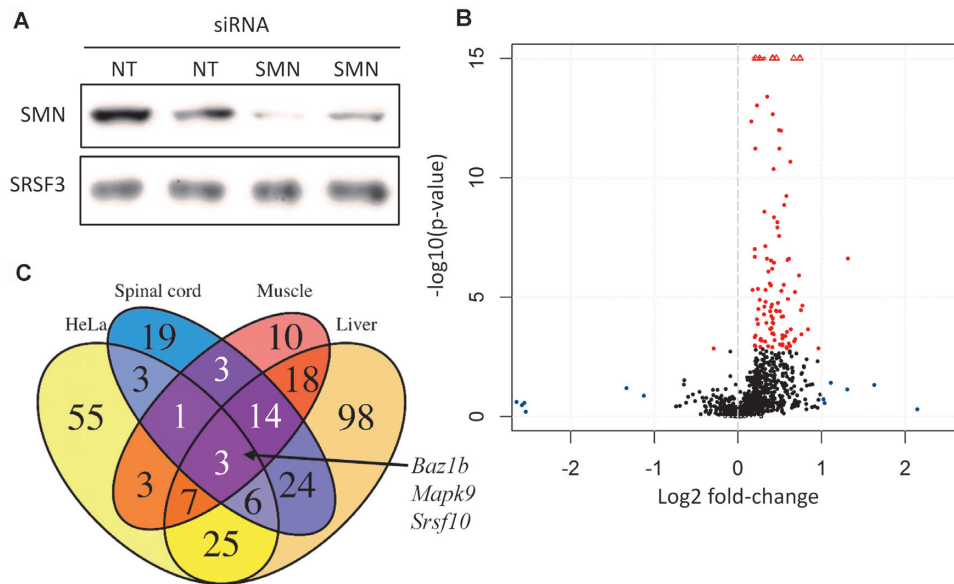 A
siRNA
NT NT SMN SMN
SMN
SRSF3
B
15
10
5
0
-2 -1 0 1 2
-log10(p-value)
Log2 fold-change
C
Spinal cord Muscle
HeLa Liver
19 10
3 3 18
55 1 14 98
3 3 24
7 6
25
Baz1b
Mapk9
Srsf10